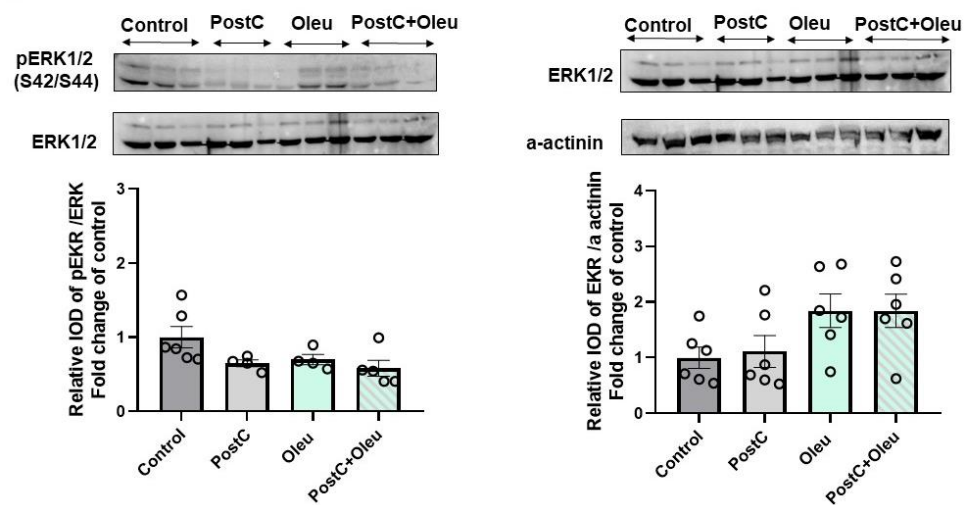 Control PostC Oleu PostC+Oleu
pERK1/2
(S42/S44)
ERK1/2
Relative IOD of pEKR /ERK
Fold change of control
3
2
1
0
Control
PostC
Oleu
PostC+Oleu
Control PostC Oleu PostC+Oleu
ERK1/2
a-actinin
Relative IOD of EKR /a actinin
Fold change of control
4
3
2
1
0
Control
PostC
Oleu
PostC+Oleu